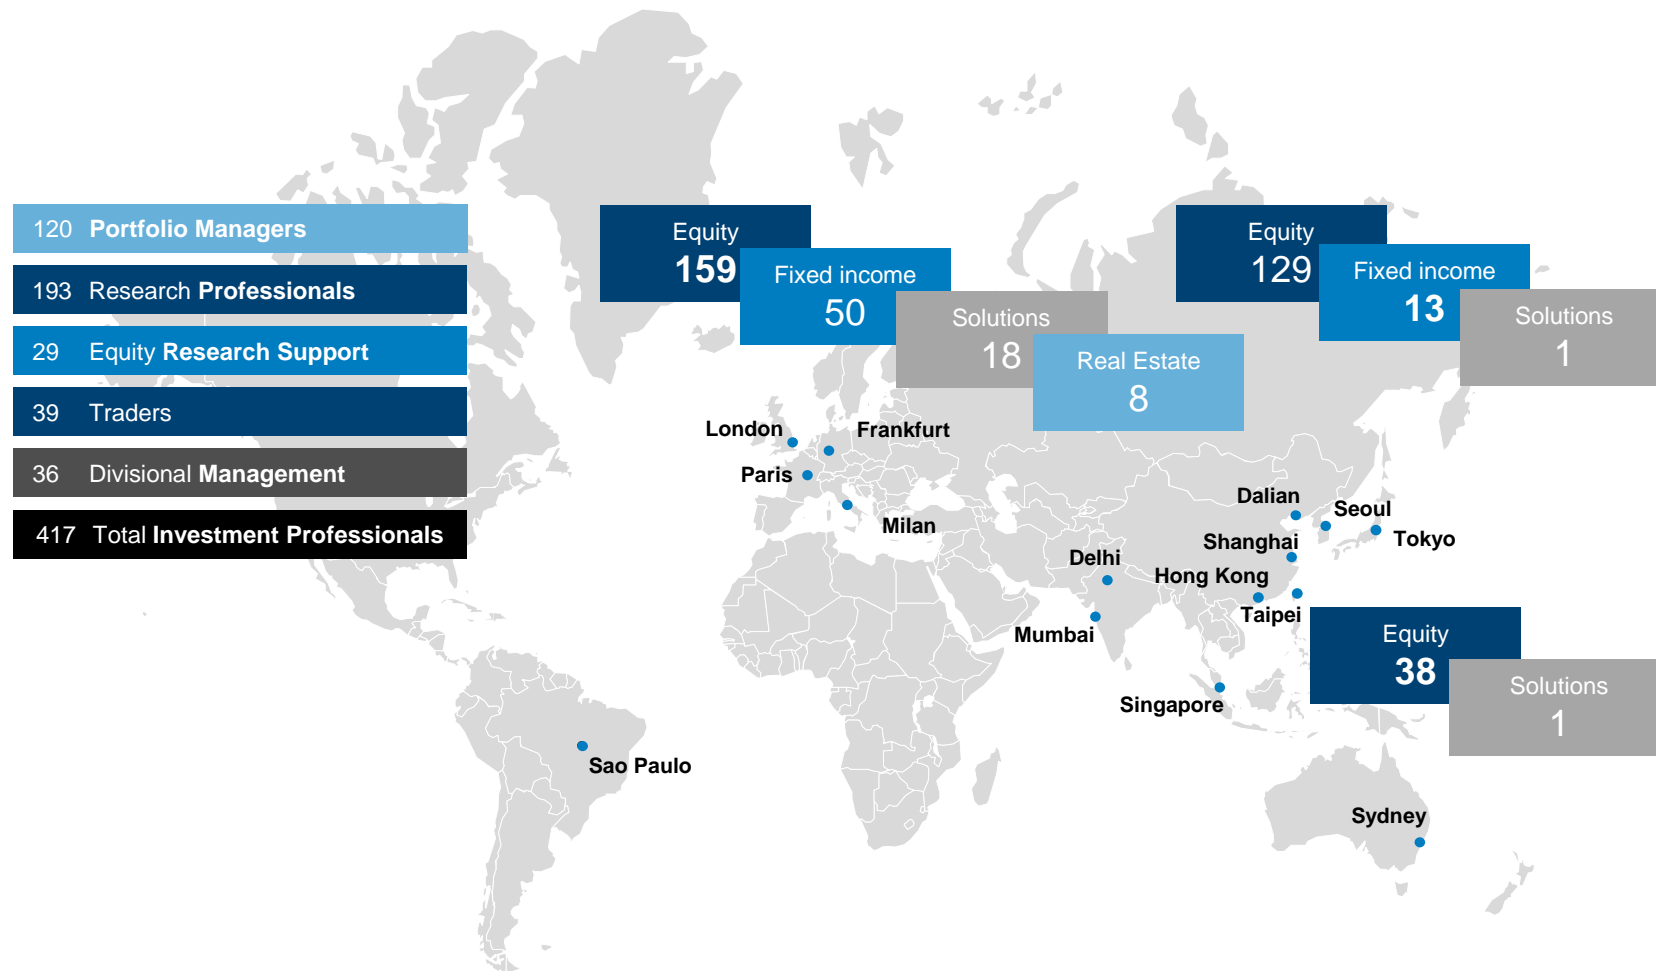 120 Portfolio Managers
193 Research Professionals
29 Equity Research Support
39 Traders
36 Divisional Management
417 Total Investment Professionals
Equity
159
Fixed income
50
Solutions
18
Real Estate
8
Equity
129
Fixed income
13
Solutions
1
London
Frankfurt
Paris
Milan
Dalian
Seoul
Tokyo
Shanghai
Delhi
Hong Kong
Taipei
Mumbai
Singapore
Equity
38
Solutions
1
Sao Paulo
Sydney